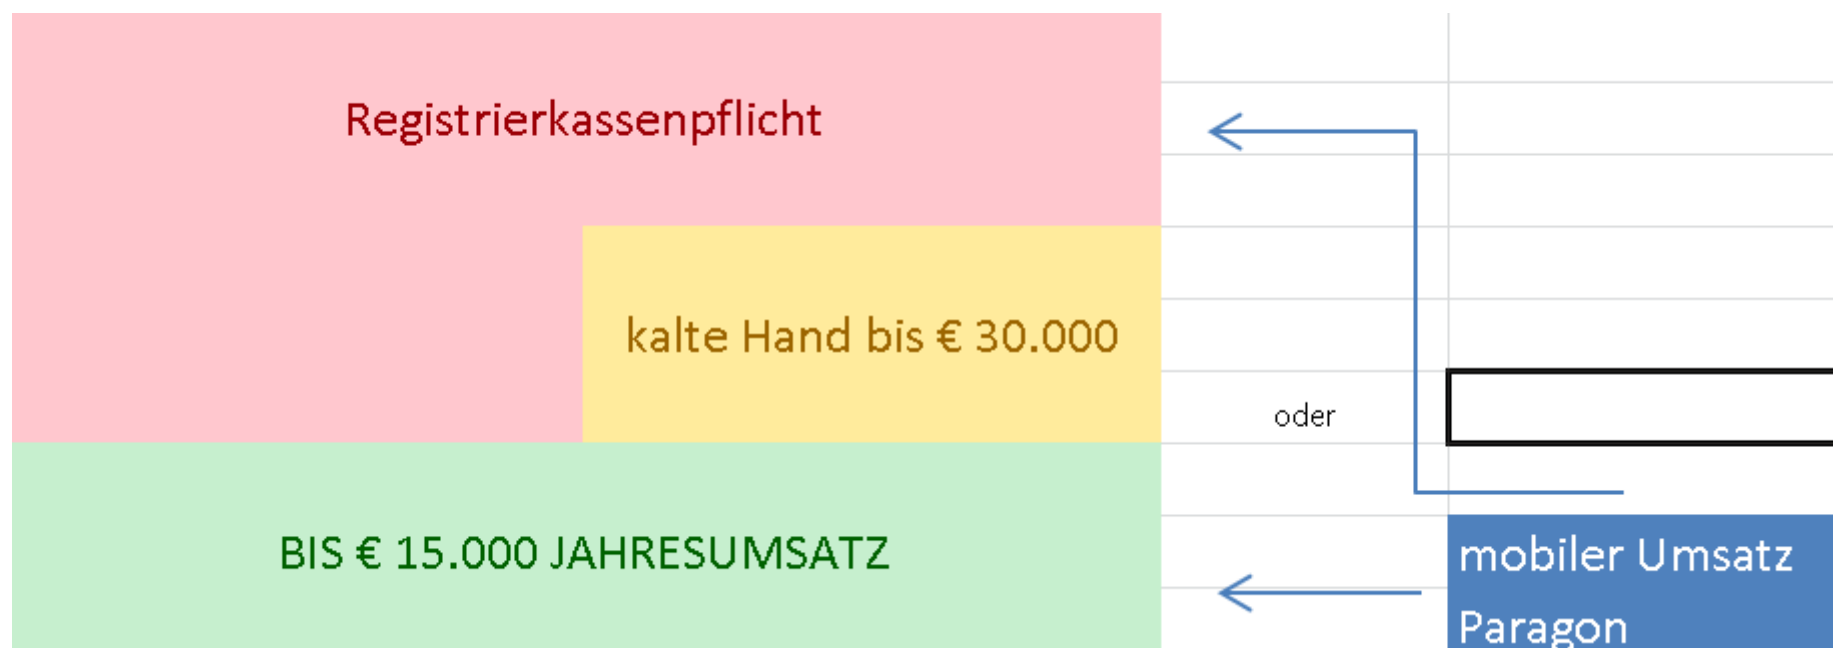 Registrierkassenpflicht
kalte Hand bis € 30.000
oder
BIS € 15.000 JAHRESUMSATZ
mobiler Umsatz
Paragon